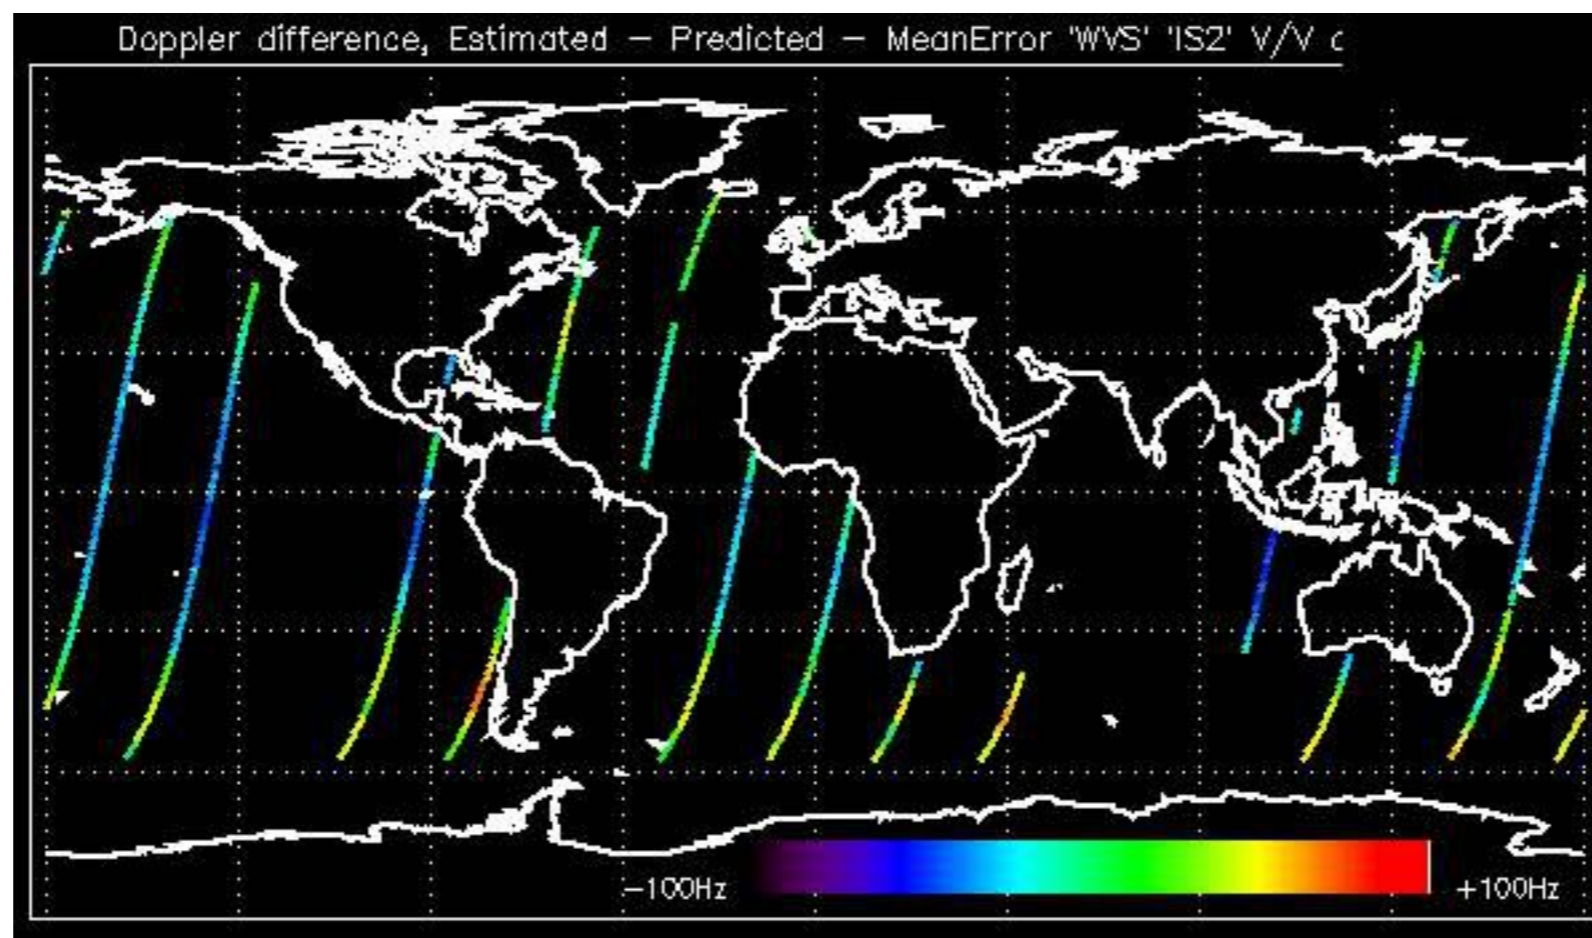 Doppler difference, Estimated – Predicted – MeanError 'WVS' 'IS2' V/V
–100Hz +100Hz